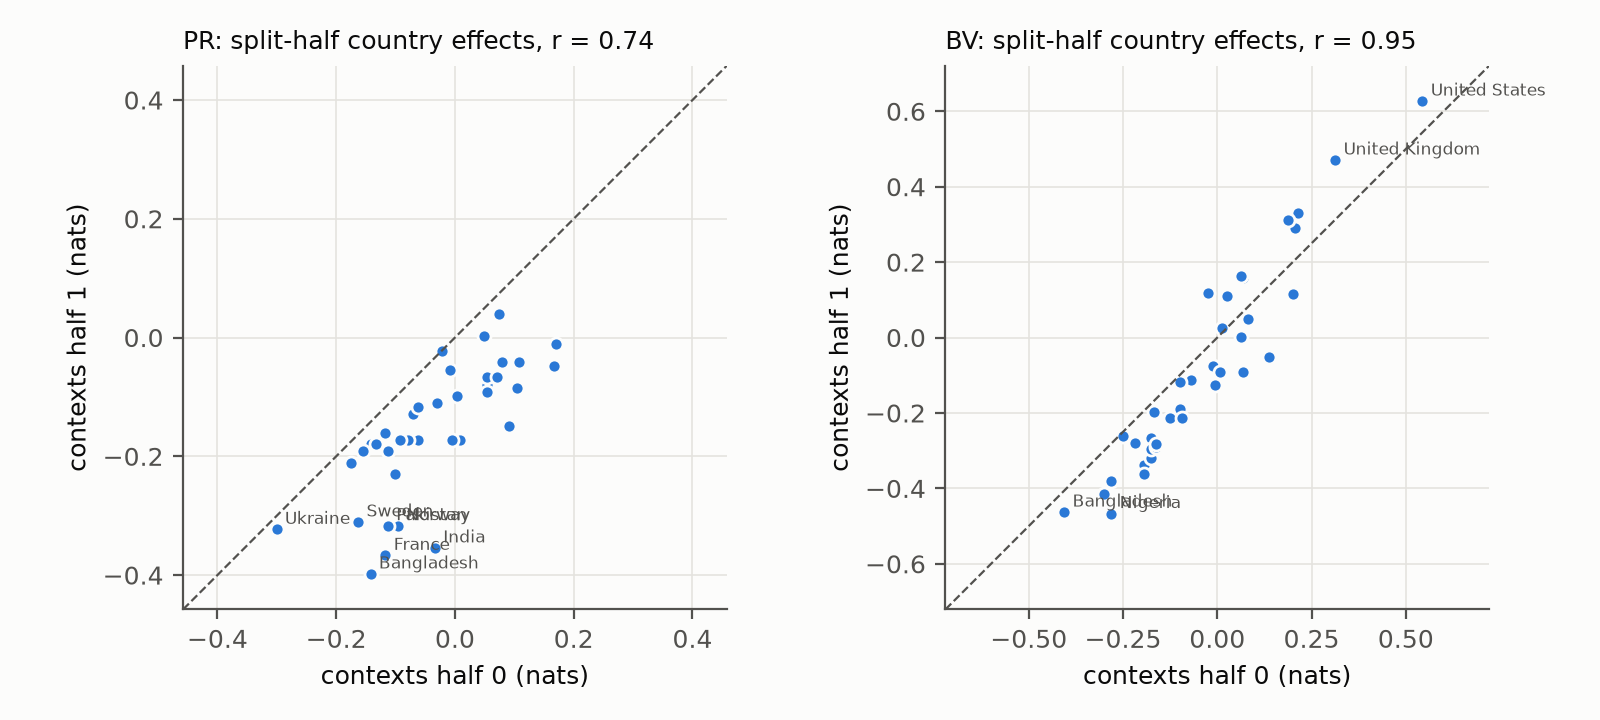 PR: split-half country effects, r = 0.74
contexts half 1 (nats)
0.4
0.2
0.0
−0.2
−0.4
Ukraine
Sweden
Pakistan
Norway
India
France
Bangladesh
−0.4
−0.2
0.0
0.2
0.4
contexts half 0 (nats)
BV: split-half country effects, r = 0.95
contexts half 1 (nats)
0.6
0.4
0.2
0.0
−0.2
−0.4
−0.6
United States
United Kingdom
Bangladesh
Nigeria
−0.50
−0.25
0.00
0.25
0.50
contexts half 0 (nats)